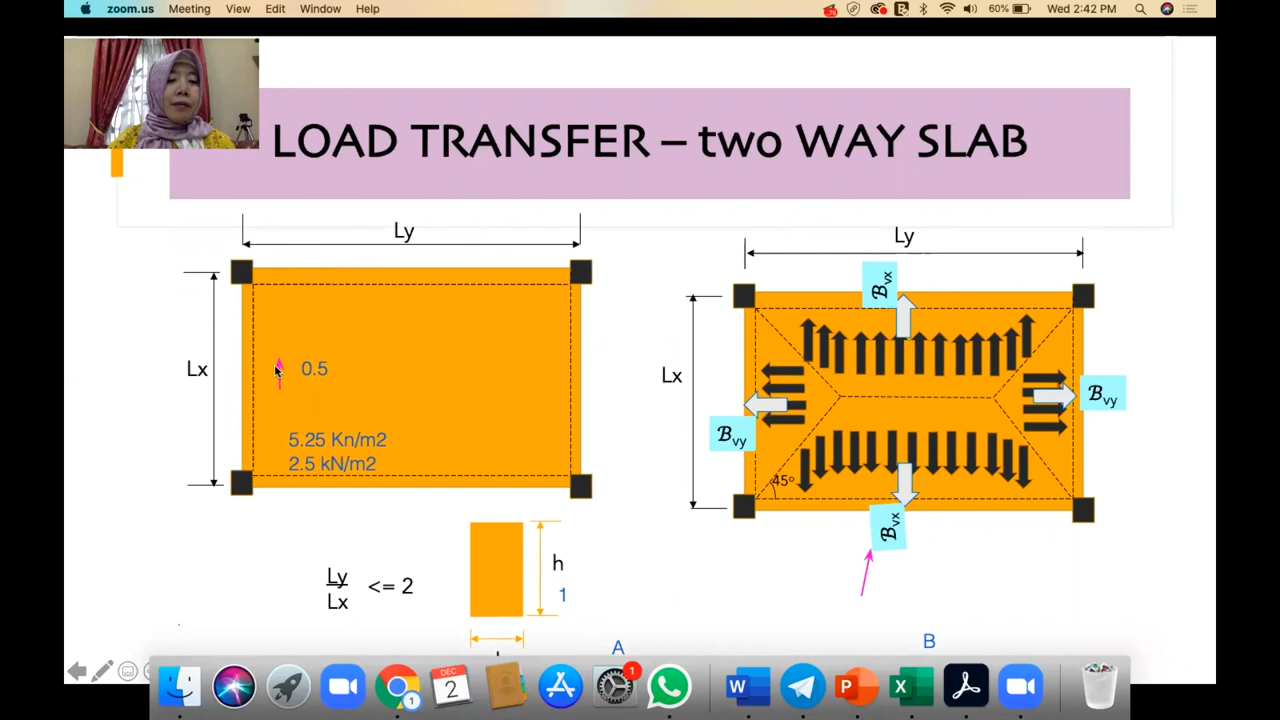 zoom.us Meeting View Edit Window Help 60% Wed 2:42 PM
LOAD TRANSFER – two WAY SLAB
Ly
Lx
0.5
5.25 Kn/m2
2.5 kN/m2
Ly
Lx
ℬvx
ℬvy
ℬvy
45°
ℬvx
Ly
Lx
<= 2
h
1
A
B
DEC
2
1
1
W
P
X